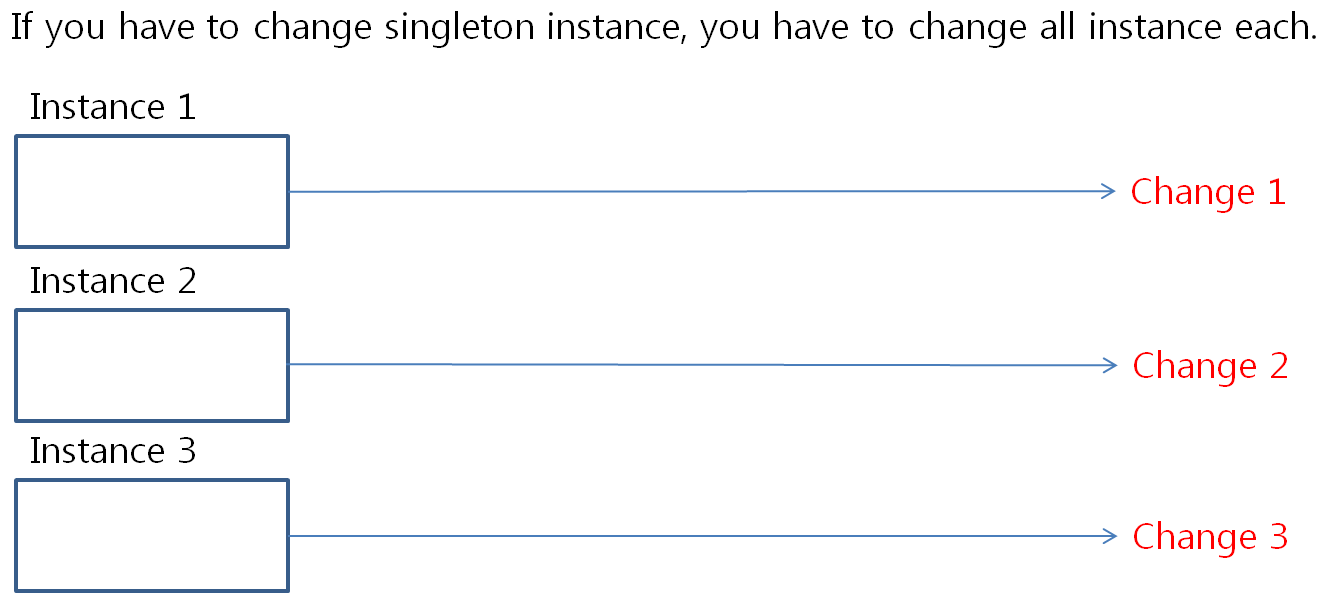 If you have to change singleton instance, you have to change all instance each.
Instance 1
Change 1
Instance 2
Change 2
Instance 3
Change 3